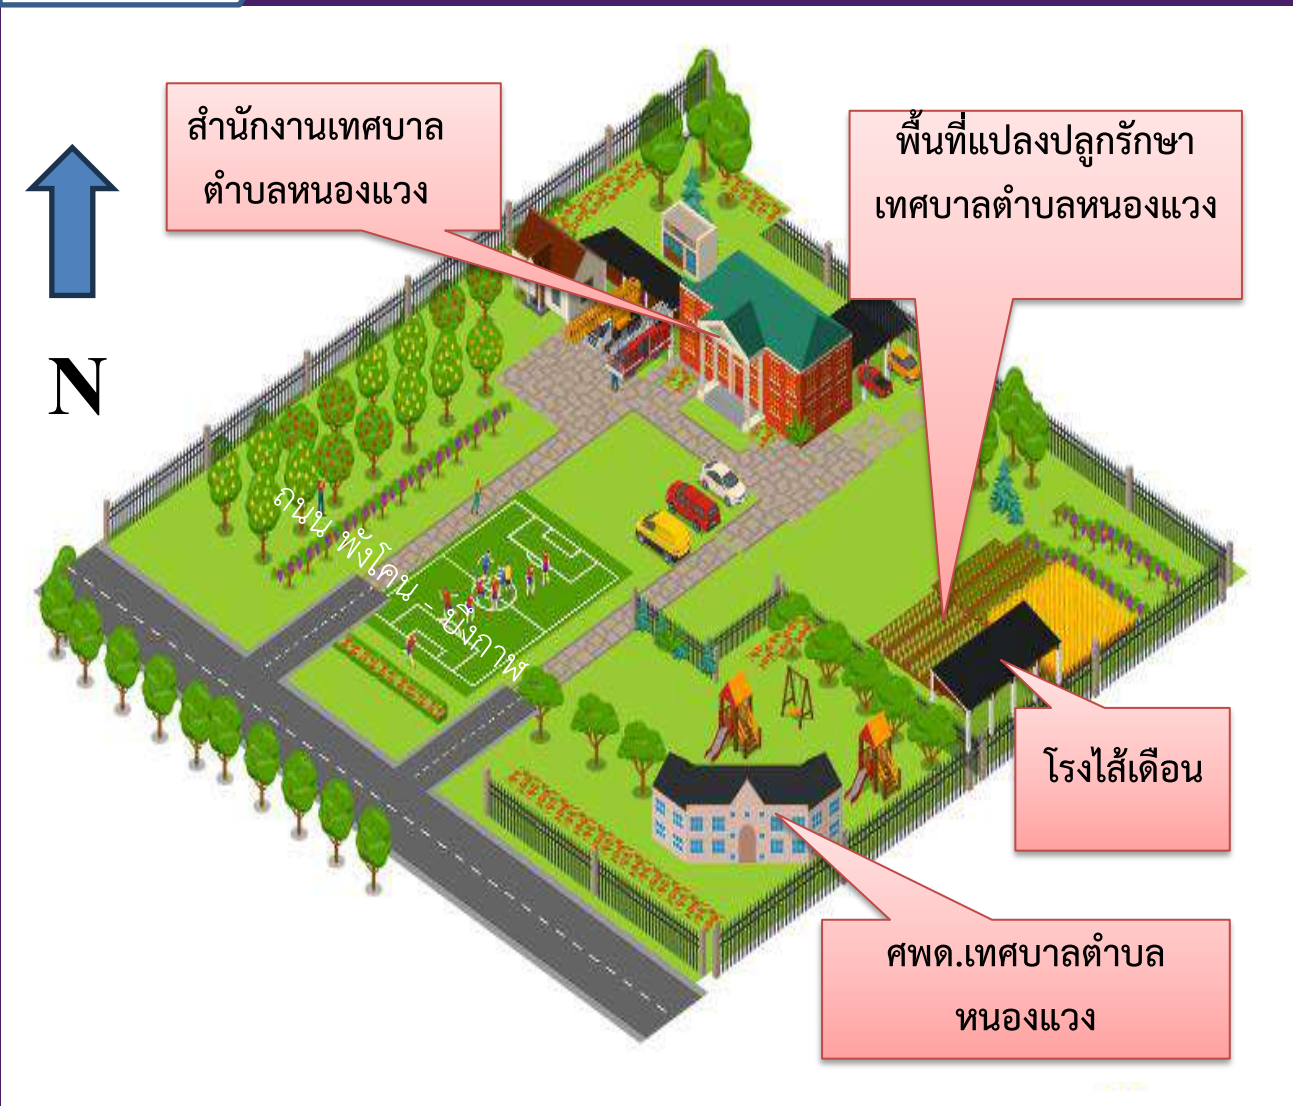 สำนักงานเทศบาล
ตำบลหนองแวง
พื้นที่แปลงปลูกรักษา
เทศบาลตำบลหนองแวง
N
ถนน พังโคน - บึงกาฬ
โรงไส้เดือน
ศพด.เทศบาลตำบล
หนองแวง